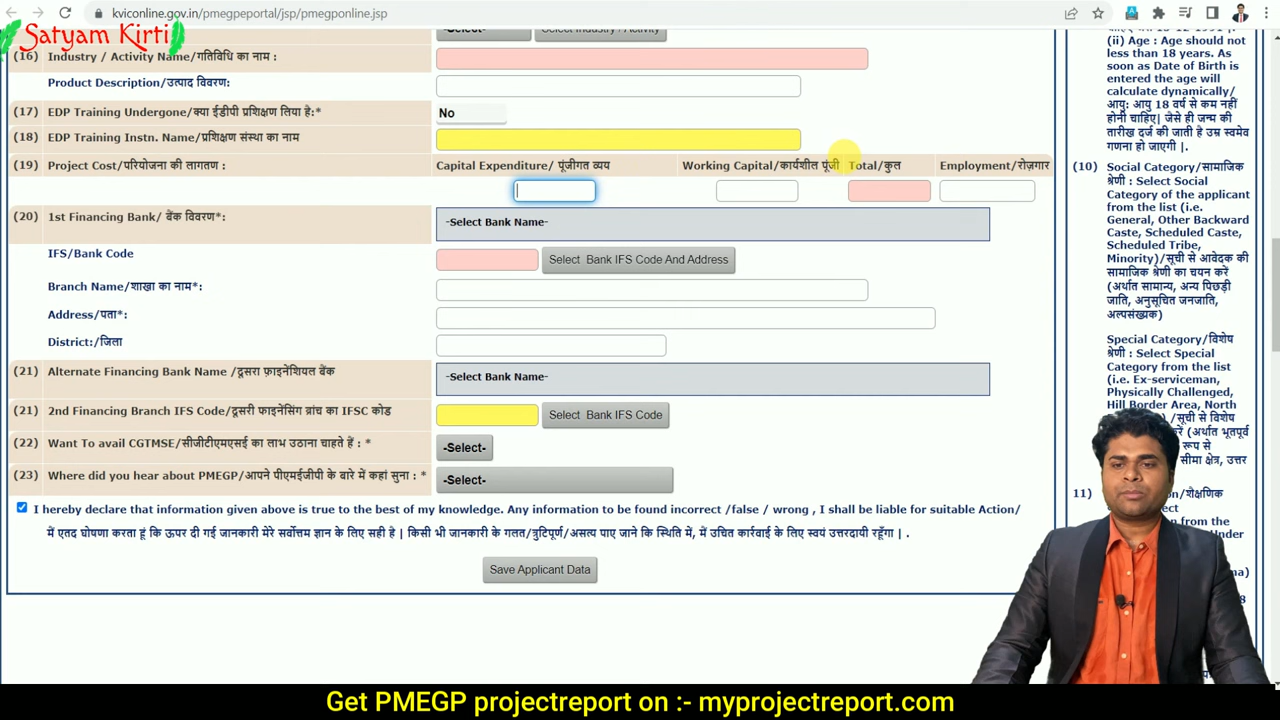 kviconline.gov.in/pmegpeportal/jsp/pmegponline.jsp
Satyam Kirti
-Select-
Select Industry / Activity
(16) Industry / Activity Name/गतिविधि का नाम :
Product Description/उत्पाद विवरण:
(17) EDP Training Undergone/क्या ईडीपी प्रशिक्षण लिया है:* No
(18) EDP Training Instn. Name/प्रशिक्षण संस्था का नाम
(19) Project Cost/परियोजना की लागतण : Capital Expenditure/ पूंजीगत व्यय Working Capital/कार्यशील पूंजी Total/कुल Employment/रोज़गार
(20) 1st Financing Bank/ बेंक विवरण*: -Select Bank Name-
IFS/Bank Code Select Bank IFS Code And Address
Branch Name/शाखा का नाम*:
Address/पता*:
District:/जिला
(21) Alternate Financing Bank Name /दूसरा फ़ाइनेंशियल बेंक -Select Bank Name-
(21) 2nd Financing Branch IFS Code/दूसरी फाइनेसिंग ब्रांच का IFSC कोड Select Bank IFS Code
(22) Want To avail CGTMSE/सीजीटीएमएसई का लाभ उठाना चाहते हैं : * -Select-
(23) Where did you hear about PMEGP/आपने पीएमईजीपी के बारे में कहां सुना : * -Select-
I hereby declare that information given above is true to the best of my knowledge. Any information to be found incorrect /false / wrong , I shall be liable for suitable Action/
में एतद घोषणा करता हूं कि ऊपर दी गई जानकारी मेरे सर्वोत्तम ज्ञान के लिए सही है | किसी भी जानकारी के गलत/त्रुटिपूर्ण/असत्य पाए जाने कि स्थिति में, में उचित कार्रवाई के लिए स्वयं उत्तरदायी रहूँगा | .
Save Applicant Data
(ii) Age : Age should not
less than 18 years. As
soon as Date of Birth is
entered the age will
calculate dynamically/
आयु: आयु 18 वर्ष से कम नहीं
होनी चाहिए| जैसे ही जन्म की
तारीख दर्ज की जाती है उम्र स्वमेव
गणना हो जाएगी |
(10) Social Category/सामाजिक
श्रेणी : Select Social
Category of the applicant
from the list (i.e.
General, Other Backward
Caste, Scheduled Caste,
Scheduled Tribe,
Minority)/सूची से आवेदक की
सामाजिक श्रेणी का चयन करें
(अर्थात सामान्य, अन्य पिछड़ी
जाति, अनुसूचित जनजाति,
अल्पसंख्यक)
Special Category/विशेष
श्रेणी : Select Special
Category from the list
(i.e. Ex-serviceman,
Physically Challenged,
Hill Border Area, North
/सूची से विशेष
करें (अर्थात भूतपूर्व
रूप से
सीमा क्षेत्र, उत्तर
11)
Get PMEGP projectreport on :- myprojectreport.com